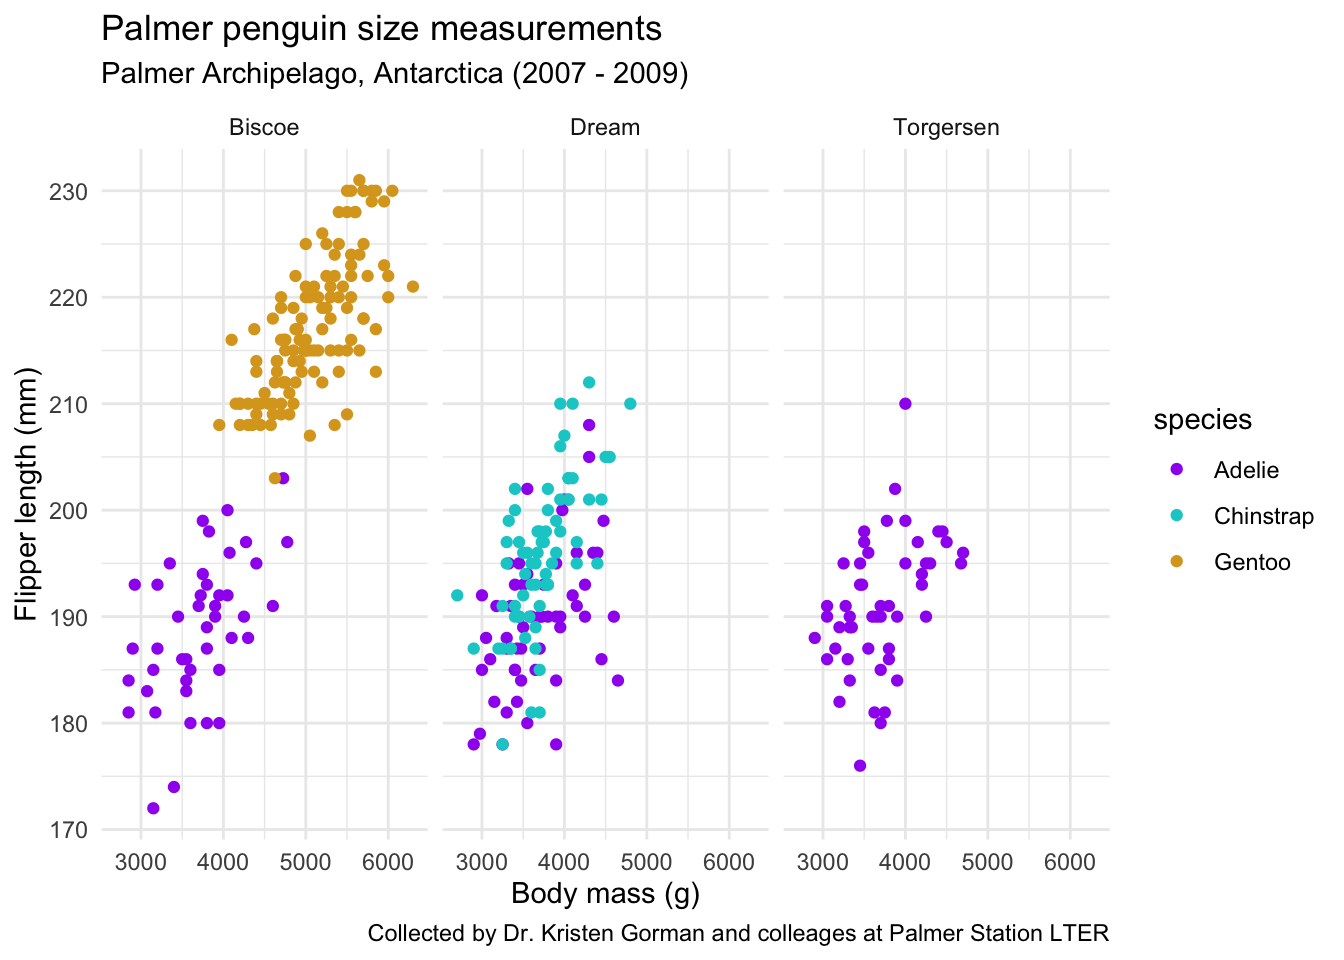 Palmer penguin size measurements
Palmer Archipelago, Antarctica (2007 - 2009)
Biscoe Dream Torgersen
230
220
210
200
190
180
170
Flipper length (mm)
3000 4000 5000 6000 3000 4000 5000 6000 3000 4000 5000 6000
Body mass (g)
species
Adelie
Chinstrap
Gentoo
Collected by Dr. Kristen Gorman and colleages at Palmer Station LTER